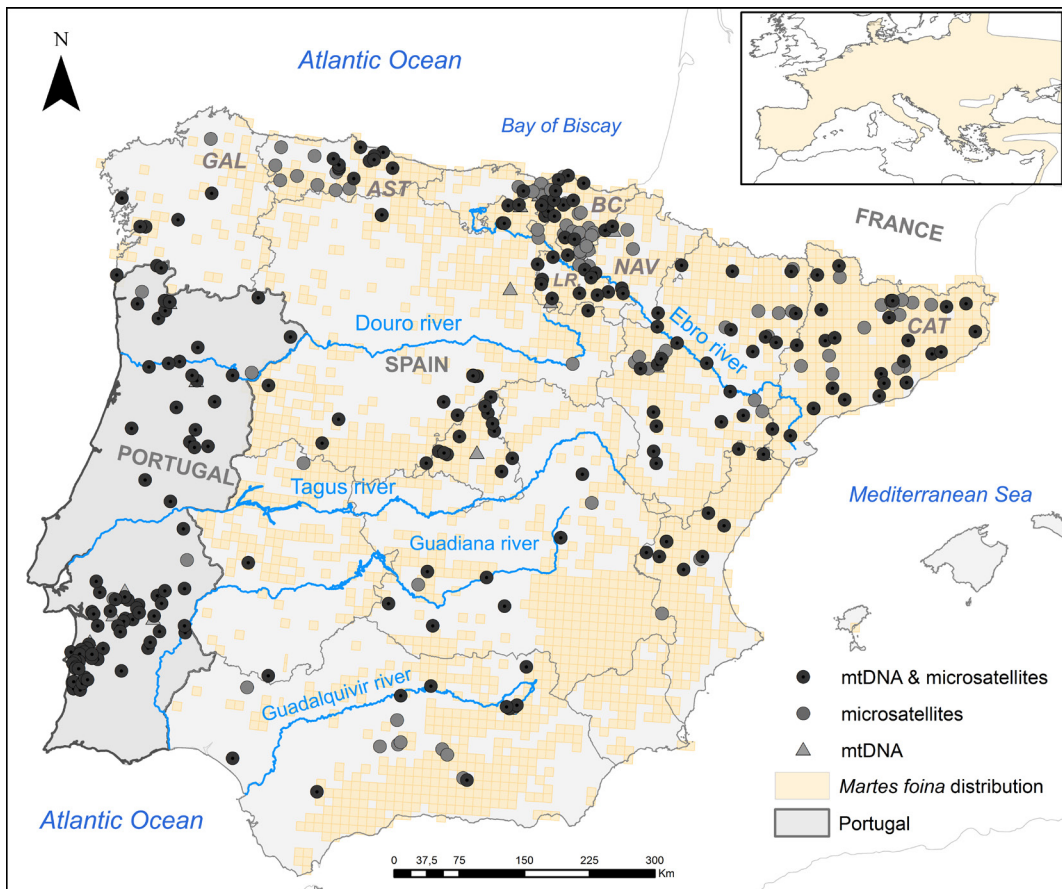 N
Atlantic Ocean
Bay of Biscay
GAL
AST
BC
FRANCE
NAV
LR
CAT
Douro river
Ebro river
SPAIN
PORTUGAL
Tagus river
Mediterranean Sea
Guadiana river
Guadalquivir river
Atlantic Ocean
mtDNA & microsatellites
microsatellites
mtDNA
Martes foina distribution
Portugal
0 37,5 75 150 225 300
Km